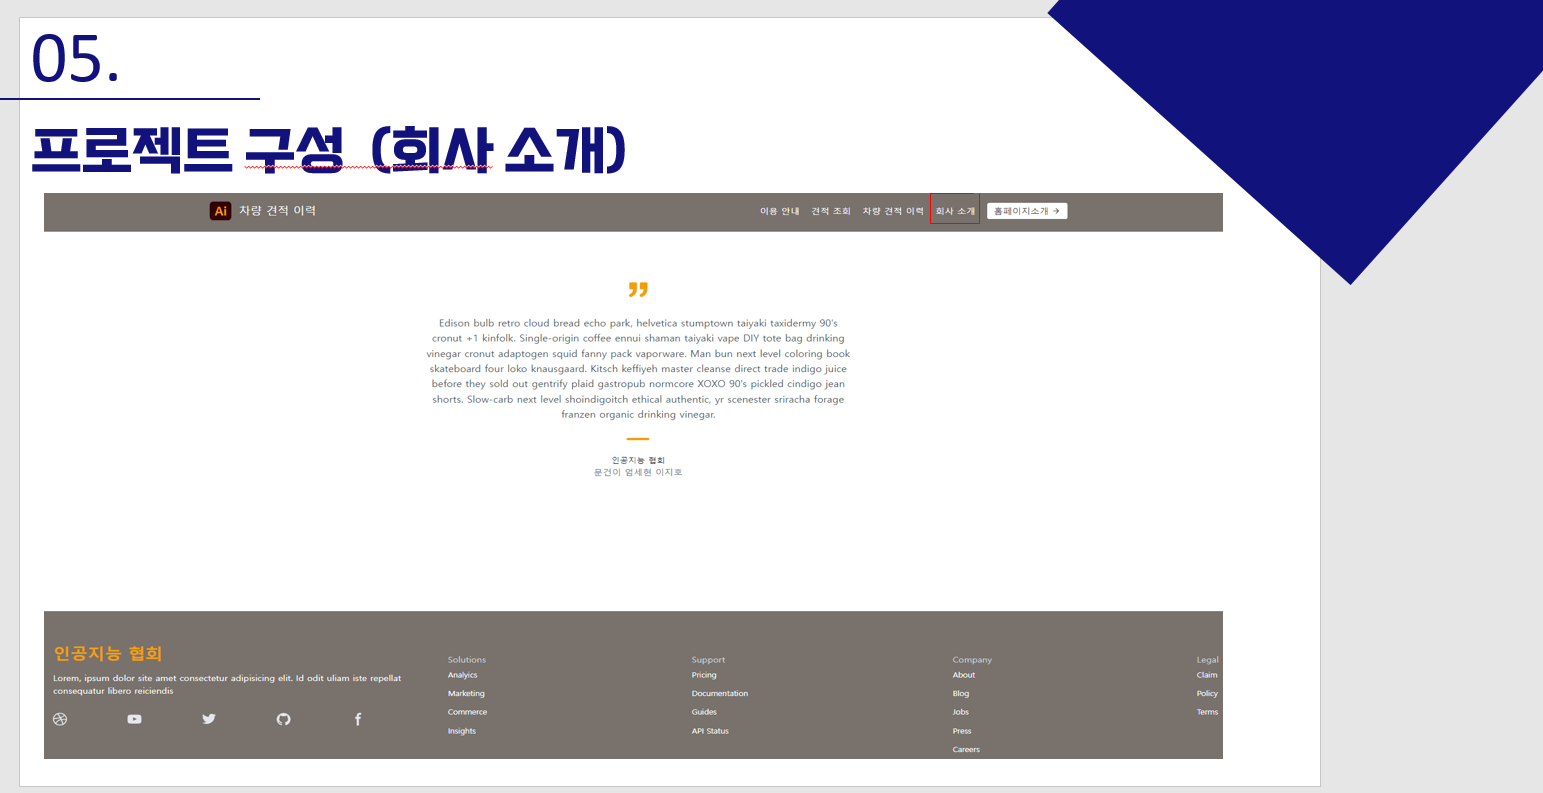 05.
프로젝트 구성 (회사 소개)
Ai 차량 견적 이력
이용 안내 견적 조회 차량 견적 이력 회사 소개 홈페이지소개 →
”
Edison bulb retro cloud bread echo park, helvetica stumptown taiyaki taxidermy 90's
cronut +1 kinfolk. Single-origin coffee ennui shaman taiyaki vape DIY tote bag drinking
vinegar cronut adaptogen squid fanny pack vaporware. Man bun next level coloring book
skateboard four loko knausgaard. Kitsch keffiyeh master cleanse direct trade indigo juice
before they sold out gentrify plaid gastropub normcore XOXO 90's pickled cindigo jean
shorts. Slow-carb next level shoindigoitch ethical authentic, yr scenester sriracha forage
franzen organic drinking vinegar.
인공지능 협회
문건이 엄세현 이지로
인공지능 협회
Lorem, ipsum dolor site amet consectetur adipisicing elit. Id odit uliam iste repellat
consequatur libero reiciendis
Solutions
Analyics
Marketing
Commerce
Insights
Support
Pricing
Documentation
Guides
API Status
Company
About
Blog
Jobs
Press
Careers
Legal
Claim
Policy
Terms